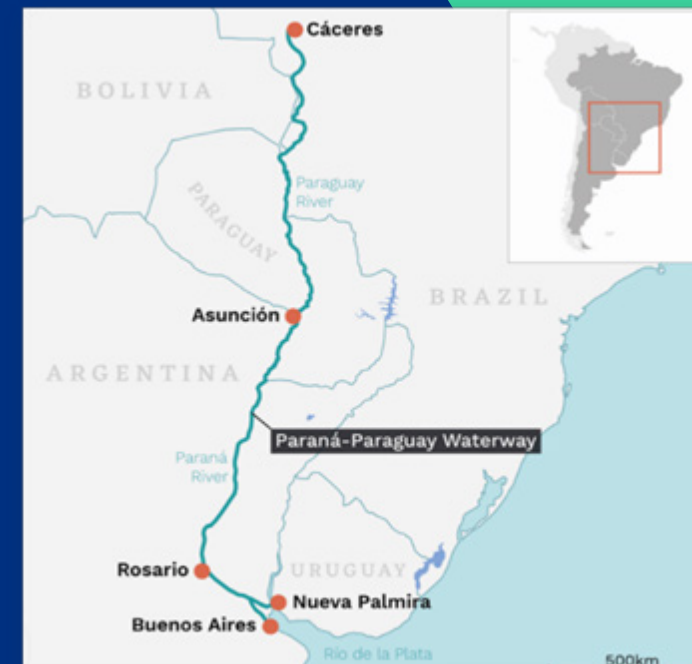 Cáceres
BOLIVIA
Paraguay
River
PARAGUAY
BRAZIL
Asunción
ARGENTINA
Paraná-Paraguay Waterway
Paraná
River
Rosario
URUGUAY
Nueva Palmira
Buenos Aires
Río de la Plata
500km